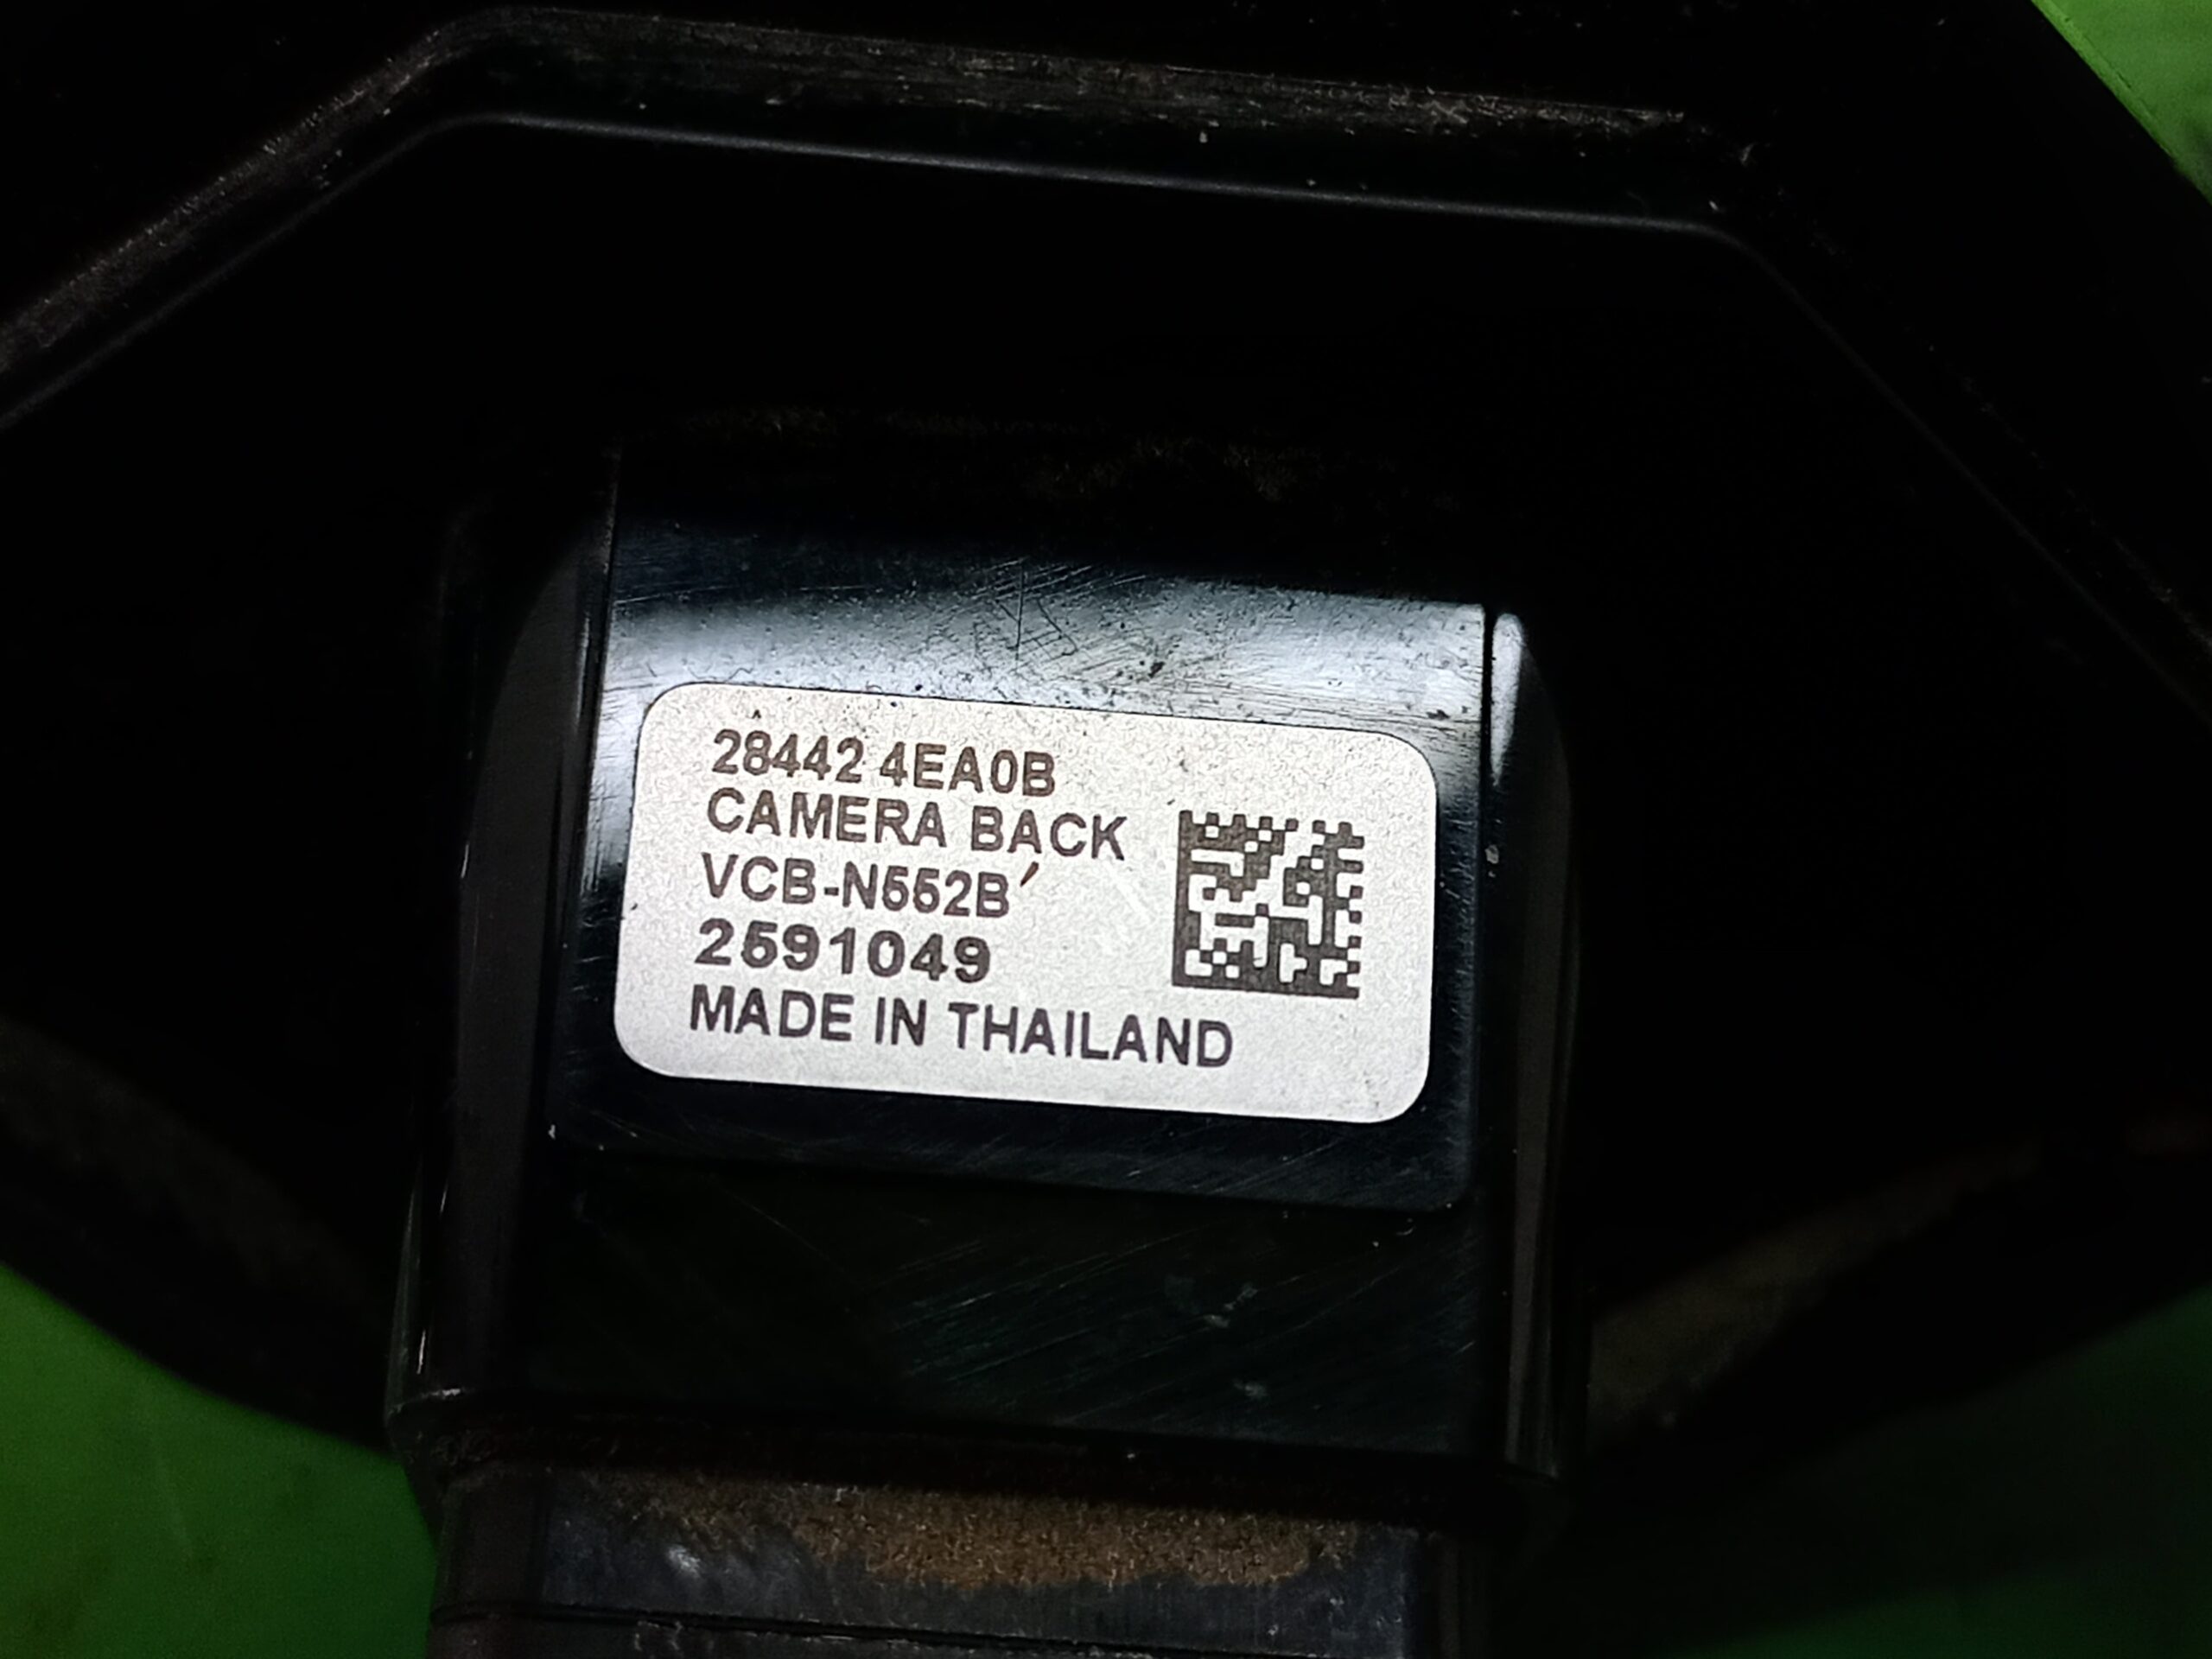 28442 4EA0B
CAMERA BACK
VCB-N552B
2591049
MADE IN THAILAND